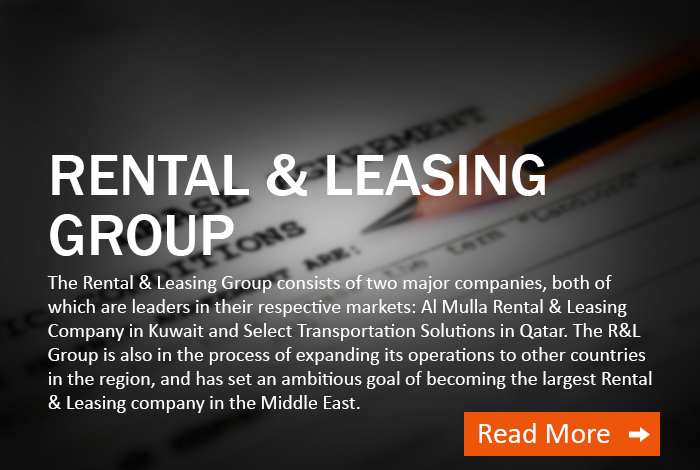 RENTAL & LEASING
GROUP
The Rental & Leasing Group consists of two major companies, both of
which are leaders in their respective markets: Al Mulla Rental & Leasing
Company in Kuwait and Select Transportation Solutions in Qatar. The R&L
Group is also in the process of expanding its operations to other countries
in the region, and has set an ambitious goal of becoming the largest Rental
& Leasing company in the Middle East.
Read More